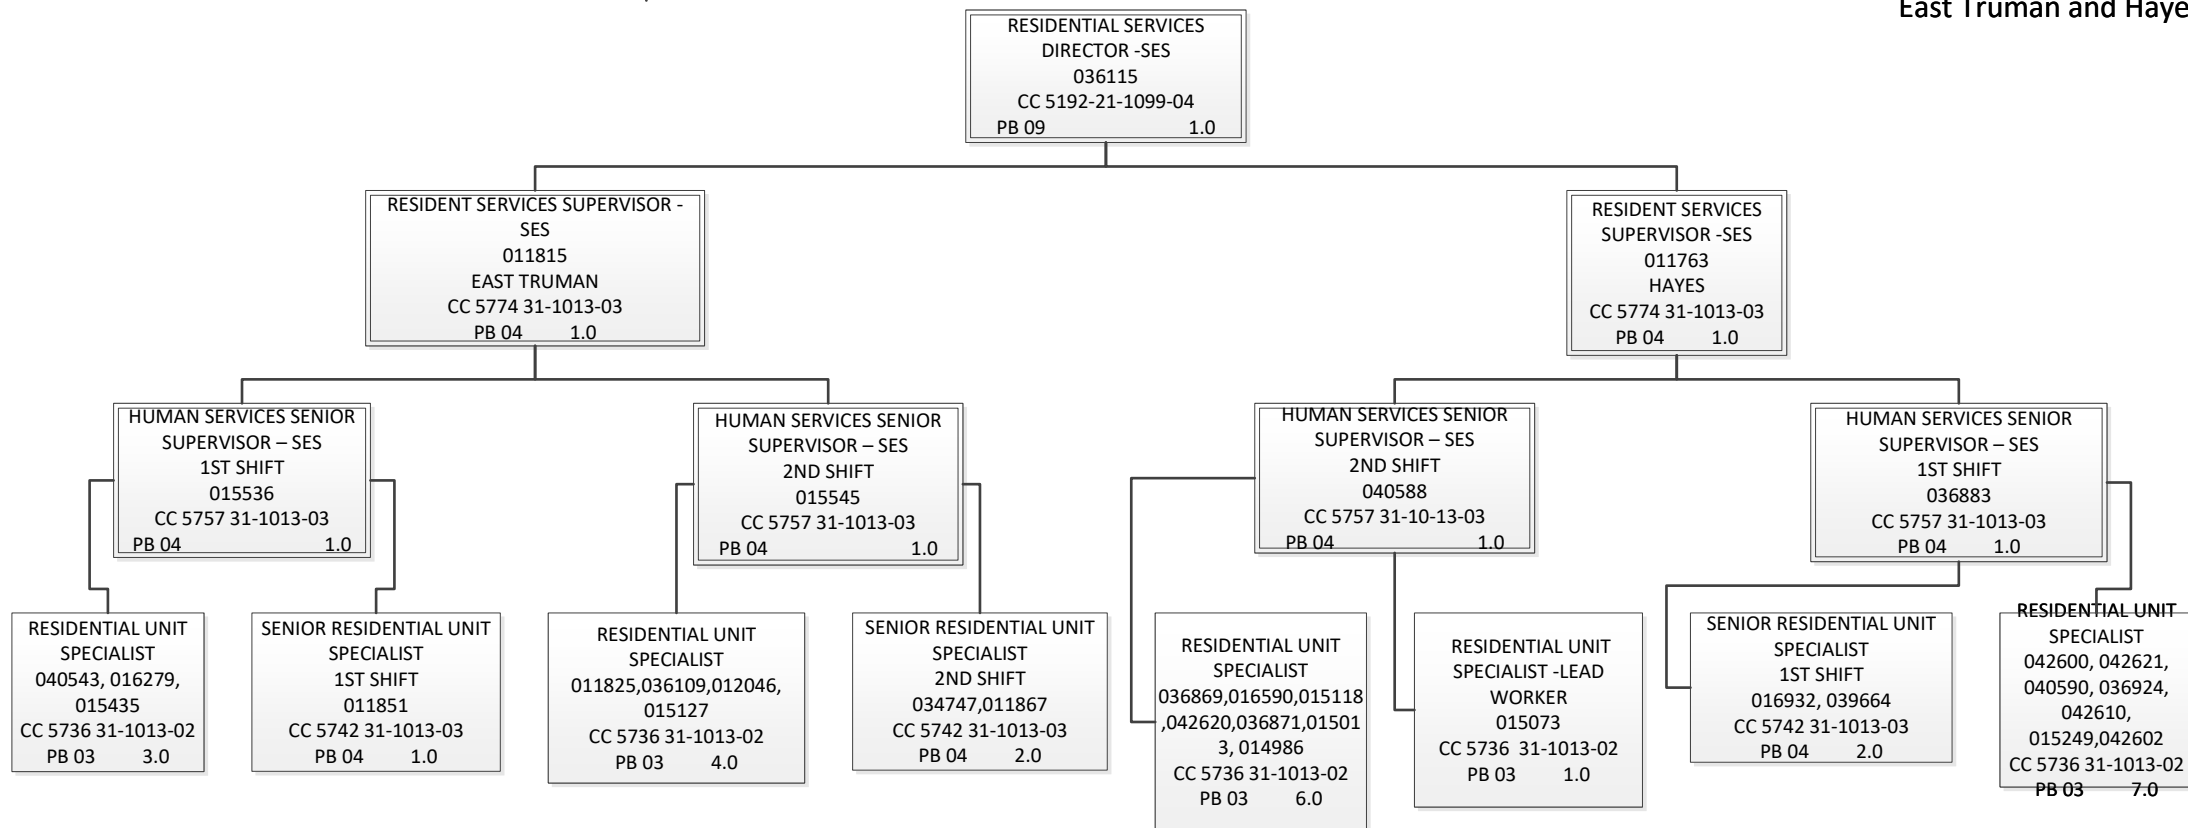 East Truman and Haye
RESIDENTIAL SERVICES
DIRECTOR -SES
036115
CC 5192-21-1099-04
PB 09 1.0
RESIDENT SERVICES SUPERVISOR -
SES
011815
EAST TRUMAN
CC 5774 31-1013-03
PB 04 1.0
RESIDENT SERVICES
SUPERVISOR -SES
011763
HAYES
CC 5774 31-1013-03
PB 04 1.0
HUMAN SERVICES SENIOR
SUPERVISOR – SES
1ST SHIFT
015536
CC 5757 31-1013-03
PB 04 1.0
HUMAN SERVICES SENIOR
SUPERVISOR – SES
2ND SHIFT
015545
CC 5757 31-1013-03
PB 04 1.0
HUMAN SERVICES SENIOR
SUPERVISOR – SES
2ND SHIFT
040588
CC 5757 31-10-13-03
PB 04 1.0
HUMAN SERVICES SENIOR
SUPERVISOR – SES
1ST SHIFT
036883
CC 5757 31-1013-03
PB 04 1.0
RESIDENTIAL UNIT
SPECIALIST
040543, 016279,
015435
CC 5736 31-1013-02
PB 03 3.0
SENIOR RESIDENTIAL UNIT
SPECIALIST
1ST SHIFT
011851
CC 5742 31-1013-03
PB 04 1.0
RESIDENTIAL UNIT
SPECIALIST
011825,036109,012046,
015127
CC 5736 31-1013-02
PB 03 4.0
SENIOR RESIDENTIAL UNIT
SPECIALIST
2ND SHIFT
034747,011867
CC 5742 31-1013-03
PB 04 2.0
RESIDENTIAL UNIT
SPECIALIST
036869,016590,015118
,042620,036871,01501
3, 014986
CC 5736 31-1013-02
PB 03 6.0
RESIDENTIAL UNIT
SPECIALIST -LEAD
WORKER
015073
CC 5736 31-1013-02
PB 03 1.0
SENIOR RESIDENTIAL UNIT
SPECIALIST
1ST SHIFT
016932, 039664
CC 5742 31-1013-03
PB 04 2.0
RESIDENTIAL UNIT
SPECIALIST
042600, 042621,
040590, 036924,
042610,
015249,042602
CC 5736 31-1013-02
PB 03 7.0